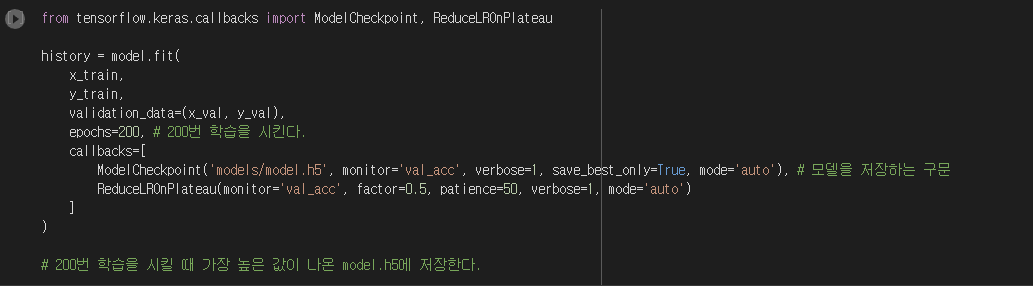 from tensorflow.keras.callbacks import ModelCheckpoint, ReduceLROnPlateau
history = model.fit(
x_train,
y_train,
validation_data=(x_val, y_val),
epochs=200, # 200번 학습을 시킨다.
callbacks=[
ModelCheckpoint('models/model.h5', monitor='val_acc', verbose=1, save_best_only=True, mode='auto'), # 모델을 저장하는 구문
ReduceLROnPlateau(monitor='val_acc', factor=0.5, patience=50, verbose=1, mode='auto')
]
)
# 200번 학습을 시킬 때 가장 높은 값이 나온 model.h5에 저장한다.